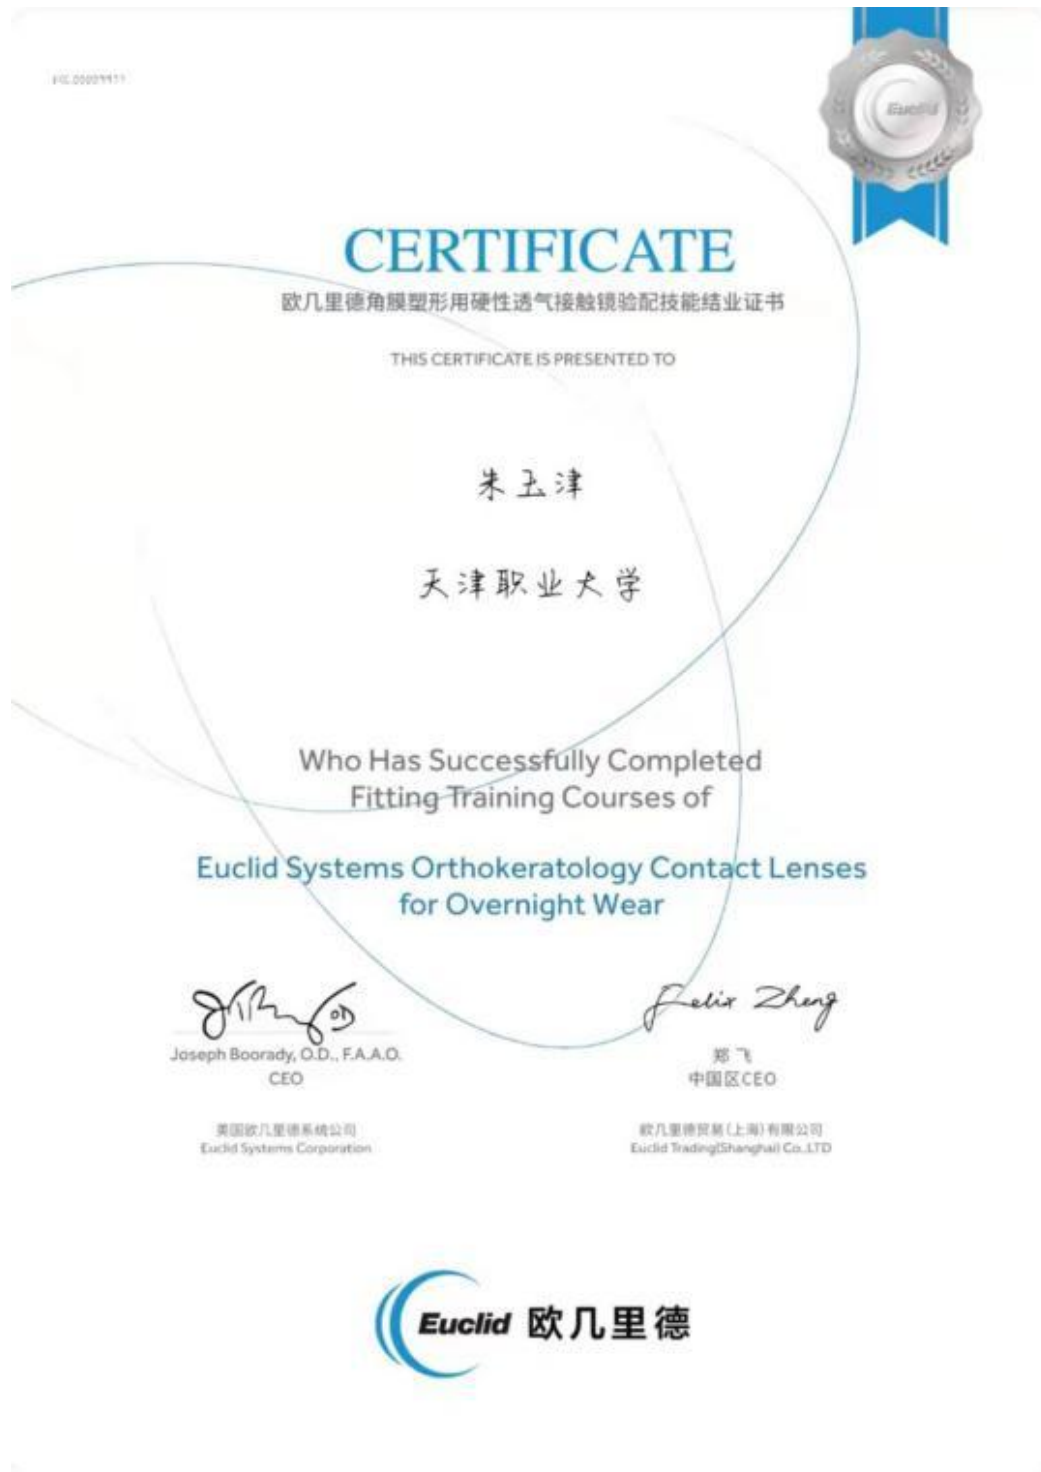 Euclid
CERTIFICATE
欧几里德角膜塑形用硬性透气接触镜验配技能结业证书
THIS CERTIFICATE IS PRESENTED TO
朱玉津
天津职业大学
Who Has Successfully Completed
Fitting Training Courses of
Euclid Systems Orthokeratology Contact Lenses
for Overnight Wear
Joseph Boorady, O.D., F.A.A.O.
CEO
美国欧几里德系统公司
Euclid Systems Corporation
Felix Zheng
郑飞
中国区CEO
欧几里德贸易(上海)有限公司
Euclid Trading(Shanghai) Co.,LTD
Euclid 欧几里德